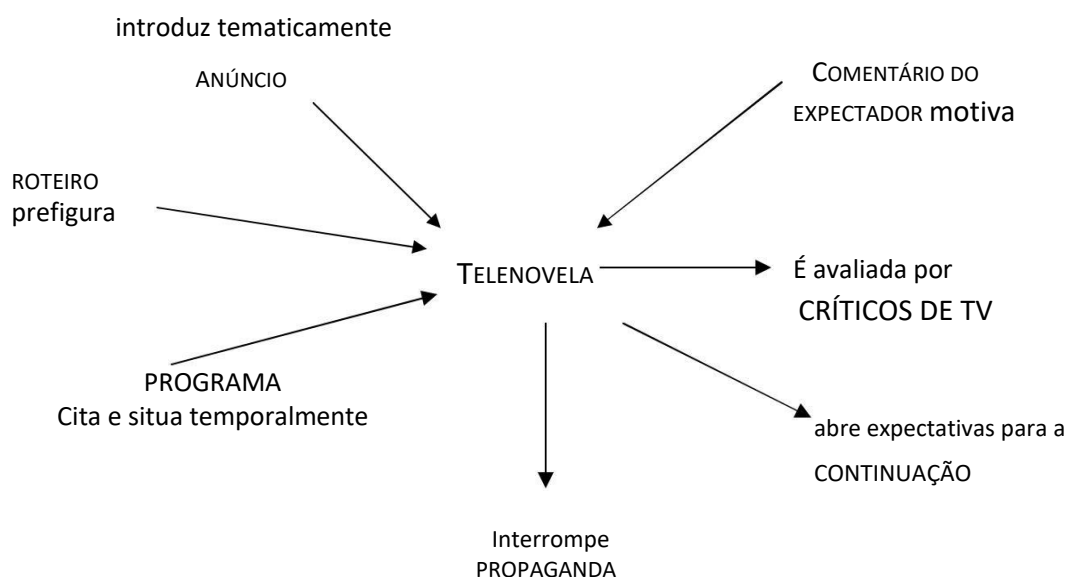 introduz tematicamente
ANÚNCIO
COMENTÁRIO DO
EXPECTADOR motiva
ROTEIRO
prefigura
TELENOVELA
É avaliada por
CRÍTICOS DE TV
PROGRAMA
Cita e situa temporalmente
abre expectativas para a
CONTINUAÇÃO
Interrompe
PROPAGANDA